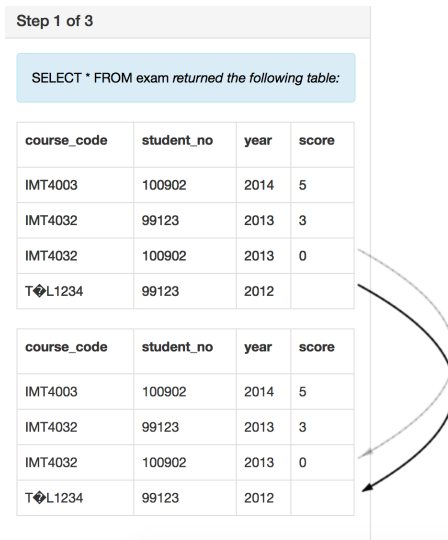 Step 1 of 3
SELECT * FROM exam returned the following table:
course_code student_no year score
IMT4003 100902 2014 5
IMT4032 99123 2013 3
IMT4032 100902 2013 0
T�L1234 99123 2012
course_code student_no year score
IMT4003 100902 2014 5
IMT4032 99123 2013 3
IMT4032 100902 2013 0
T�L1234 99123 2012